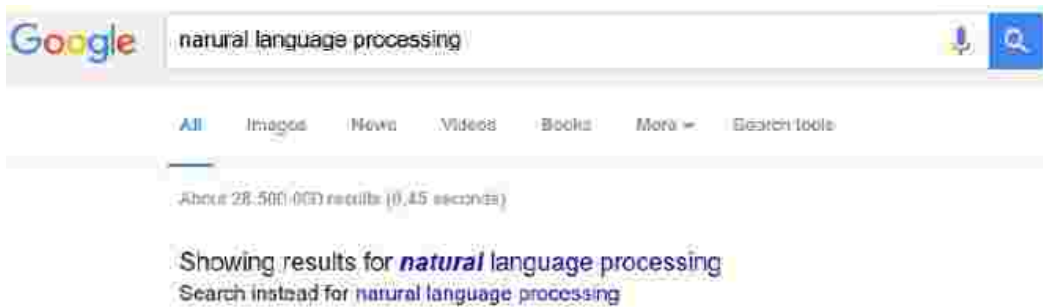 Google narural language processing
All Images News Videos Books More Search tools
About 28.500.000 results (0,45 seconds)
Showing results for natural language processing
Search instead for narural language processing